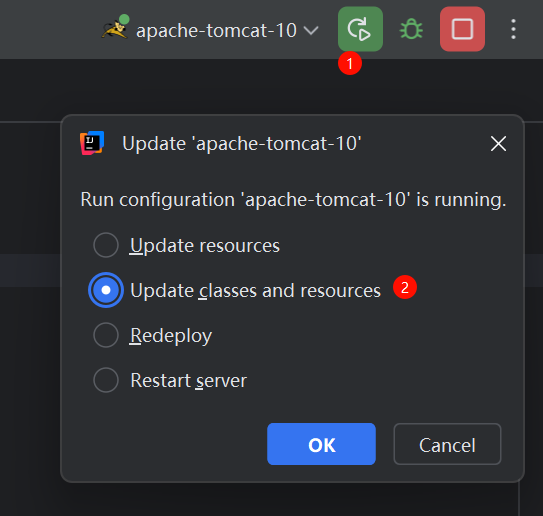 apache-tomcat-10
1
Update 'apache-tomcat-10'
Run configuration 'apache-tomcat-10' is running.
Update resources
Update classes and resources 2
Redeploy
Restart server
OK Cancel